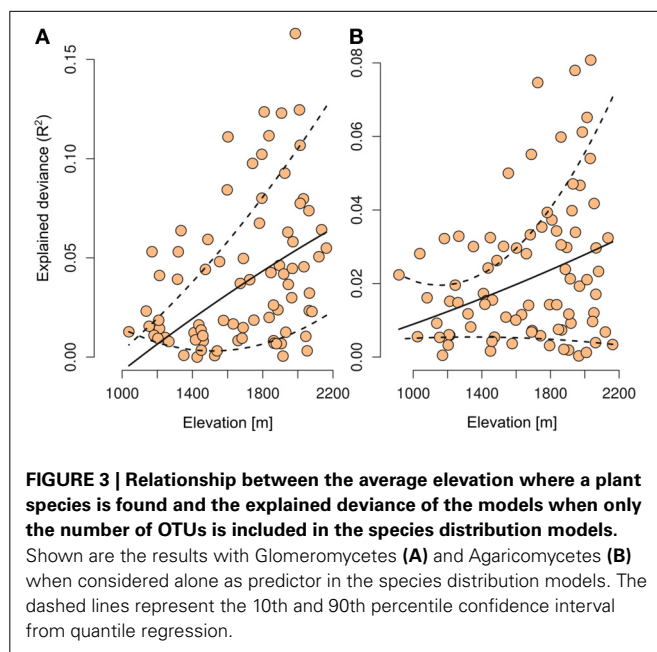 A
B
Explained deviance (R²)
0.15
0.10
0.05
0.00
0.08
0.06
0.04
0.02
0.00
1000 1400 1800 2200
1000 1400 1800 2200
Elevation [m]
Elevation [m]
FIGURE 3 | Relationship between the average elevation where a plant
species is found and the explained deviance of the models when only
the number of OTUs is included in the species distribution models.
Shown are the results with Glomeromycetes (A) and Agaricomycetes (B)
when considered alone as predictor in the species distribution models. The
dashed lines represent the 10th and 90th percentile confidence interval
from quantile regression.